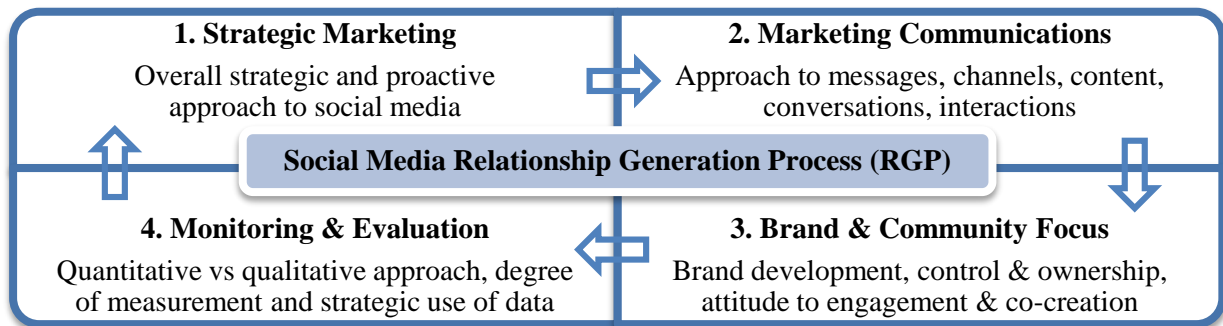 1. Strategic Marketing
Overall strategic and proactive
approach to social media
2. Marketing Communications
Approach to messages, channels, content,
conversations, interactions
Social Media Relationship Generation Process (RGP)
4. Monitoring & Evaluation
Quantitative vs qualitative approach, degree
of measurement and strategic use of data
3. Brand & Community Focus
Brand development, control & ownership,
attitude to engagement & co-creation